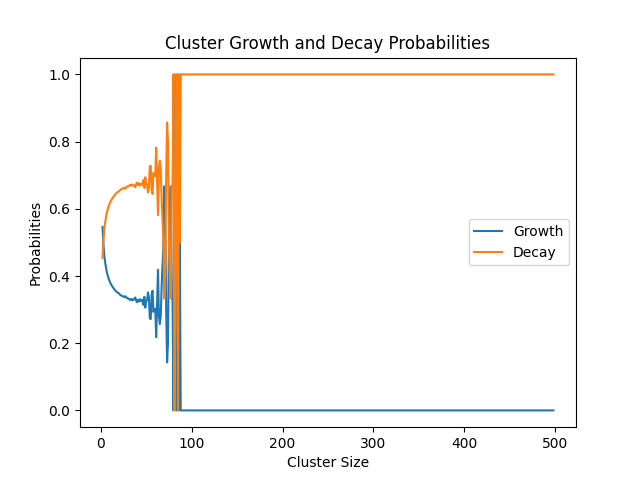 Cluster Growth and Decay Probabilities
1.0
0.8
0.6
0.4
0.2
0.0
Probabilities
Growth
Decay
0
100
200
300
400
500
Cluster Size